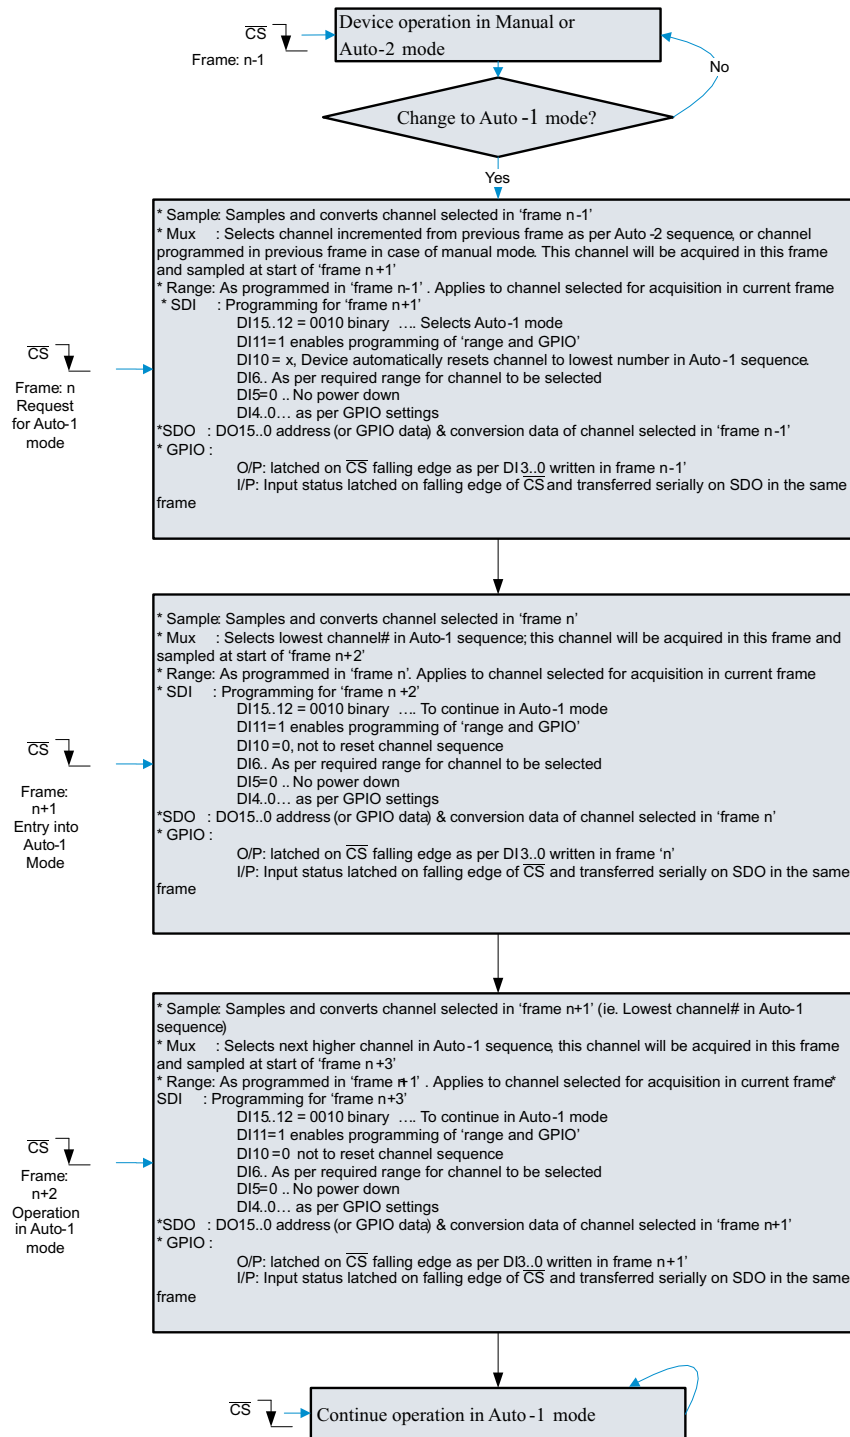 Device operation in Manual or
Auto-2 mode
CS
Frame: n-1
No
Change to Auto -1 mode?
Yes
* Sample: Samples and converts channel selected in ‘frame n-1’
* Mux : Selects channel incremented from previous frame as per Auto -2 sequence, or channel
programmed in previous frame in case of manual mode. This channel will be acquired in this frame
and sampled at start of ‘frame n+1’
* Range: As programmed in ‘frame n-1’ . Applies to channel selected for acquisition in current frame
* SDI : Programming for ‘frame n+1’
DI15..12 = 0010 binary …. Selects Auto-1 mode
DI11=1 enables programming of ‘range and GPIO’
DI10 = x, Device automatically resets channel to lowest number in Auto-1 sequence.
DI6.. As per required range for channel to be selected
DI5=0 .. No power down
DI4..0… as per GPIO settings
*SDO : DO15..0 address (or GPIO data) & conversion data of channel selected in ‘frame n-1’
* GPIO :
O/P: latched on CS falling edge as per DI3..0 written in frame n-1’
I/P: Input status latched on falling edge of CS and transferred serially on SDO in the same
frame
CS
Frame: n
Request
for Auto-1
mode
* Sample: Samples and converts channel selected in ‘frame n’
* Mux : Selects lowest channel# in Auto-1 sequence; this channel will be acquired in this frame and
sampled at start of ‘frame n+2’
* Range: As programmed in ‘frame n’. Applies to channel selected for acquisition in current frame
* SDI : Programming for ‘frame n+2’
DI15..12 = 0010 binary …. To continue in Auto-1 mode
DI11=1 enables programming of ‘range and GPIO’
DI10=0, not to reset channel sequence
DI6.. As per required range for channel to be selected
DI5=0 .. No power down
DI4..0… as per GPIO settings
*SDO : DO15..0 address (or GPIO data) & conversion data of channel selected in ‘frame n’
* GPIO :
O/P: latched on CS falling edge as per DI3..0 written in frame ‘n’
I/P: Input status latched on falling edge of CS and transferred serially on SDO in the same
frame
CS
Frame:
n+1
Entry into
Auto-1
Mode
* Sample: Samples and converts channel selected in ‘frame n+1’ (ie. Lowest channel# in Auto-1
sequence)
* Mux : Selects next higher channel in Auto-1 sequence, this channel will be acquired in this frame
and sampled at start of ‘frame n+3’
* Range: As programmed in ‘frame n+1’ . Applies to channel selected for acquisition in current frame*
SDI : Programming for ‘frame n+3’
DI15..12 = 0010 binary …. To continue in Auto-1 mode
DI11=1 enables programming of ‘range and GPIO’
DI10=0 not to reset channel sequence
DI6.. As per required range for channel to be selected
DI5=0 .. No power down
DI4..0… as per GPIO settings
*SDO : DO15..0 address (or GPIO data) & conversion data of channel selected in ‘frame n+1’
* GPIO :
O/P: latched on CS falling edge as per DI3..0 written in frame n+1’
I/P: Input status latched on falling edge of CS and transferred serially on SDO in the same
frame
CS
Frame:
n+2
Operation
in Auto-1
mode
CS
Continue operation in Auto -1 mode